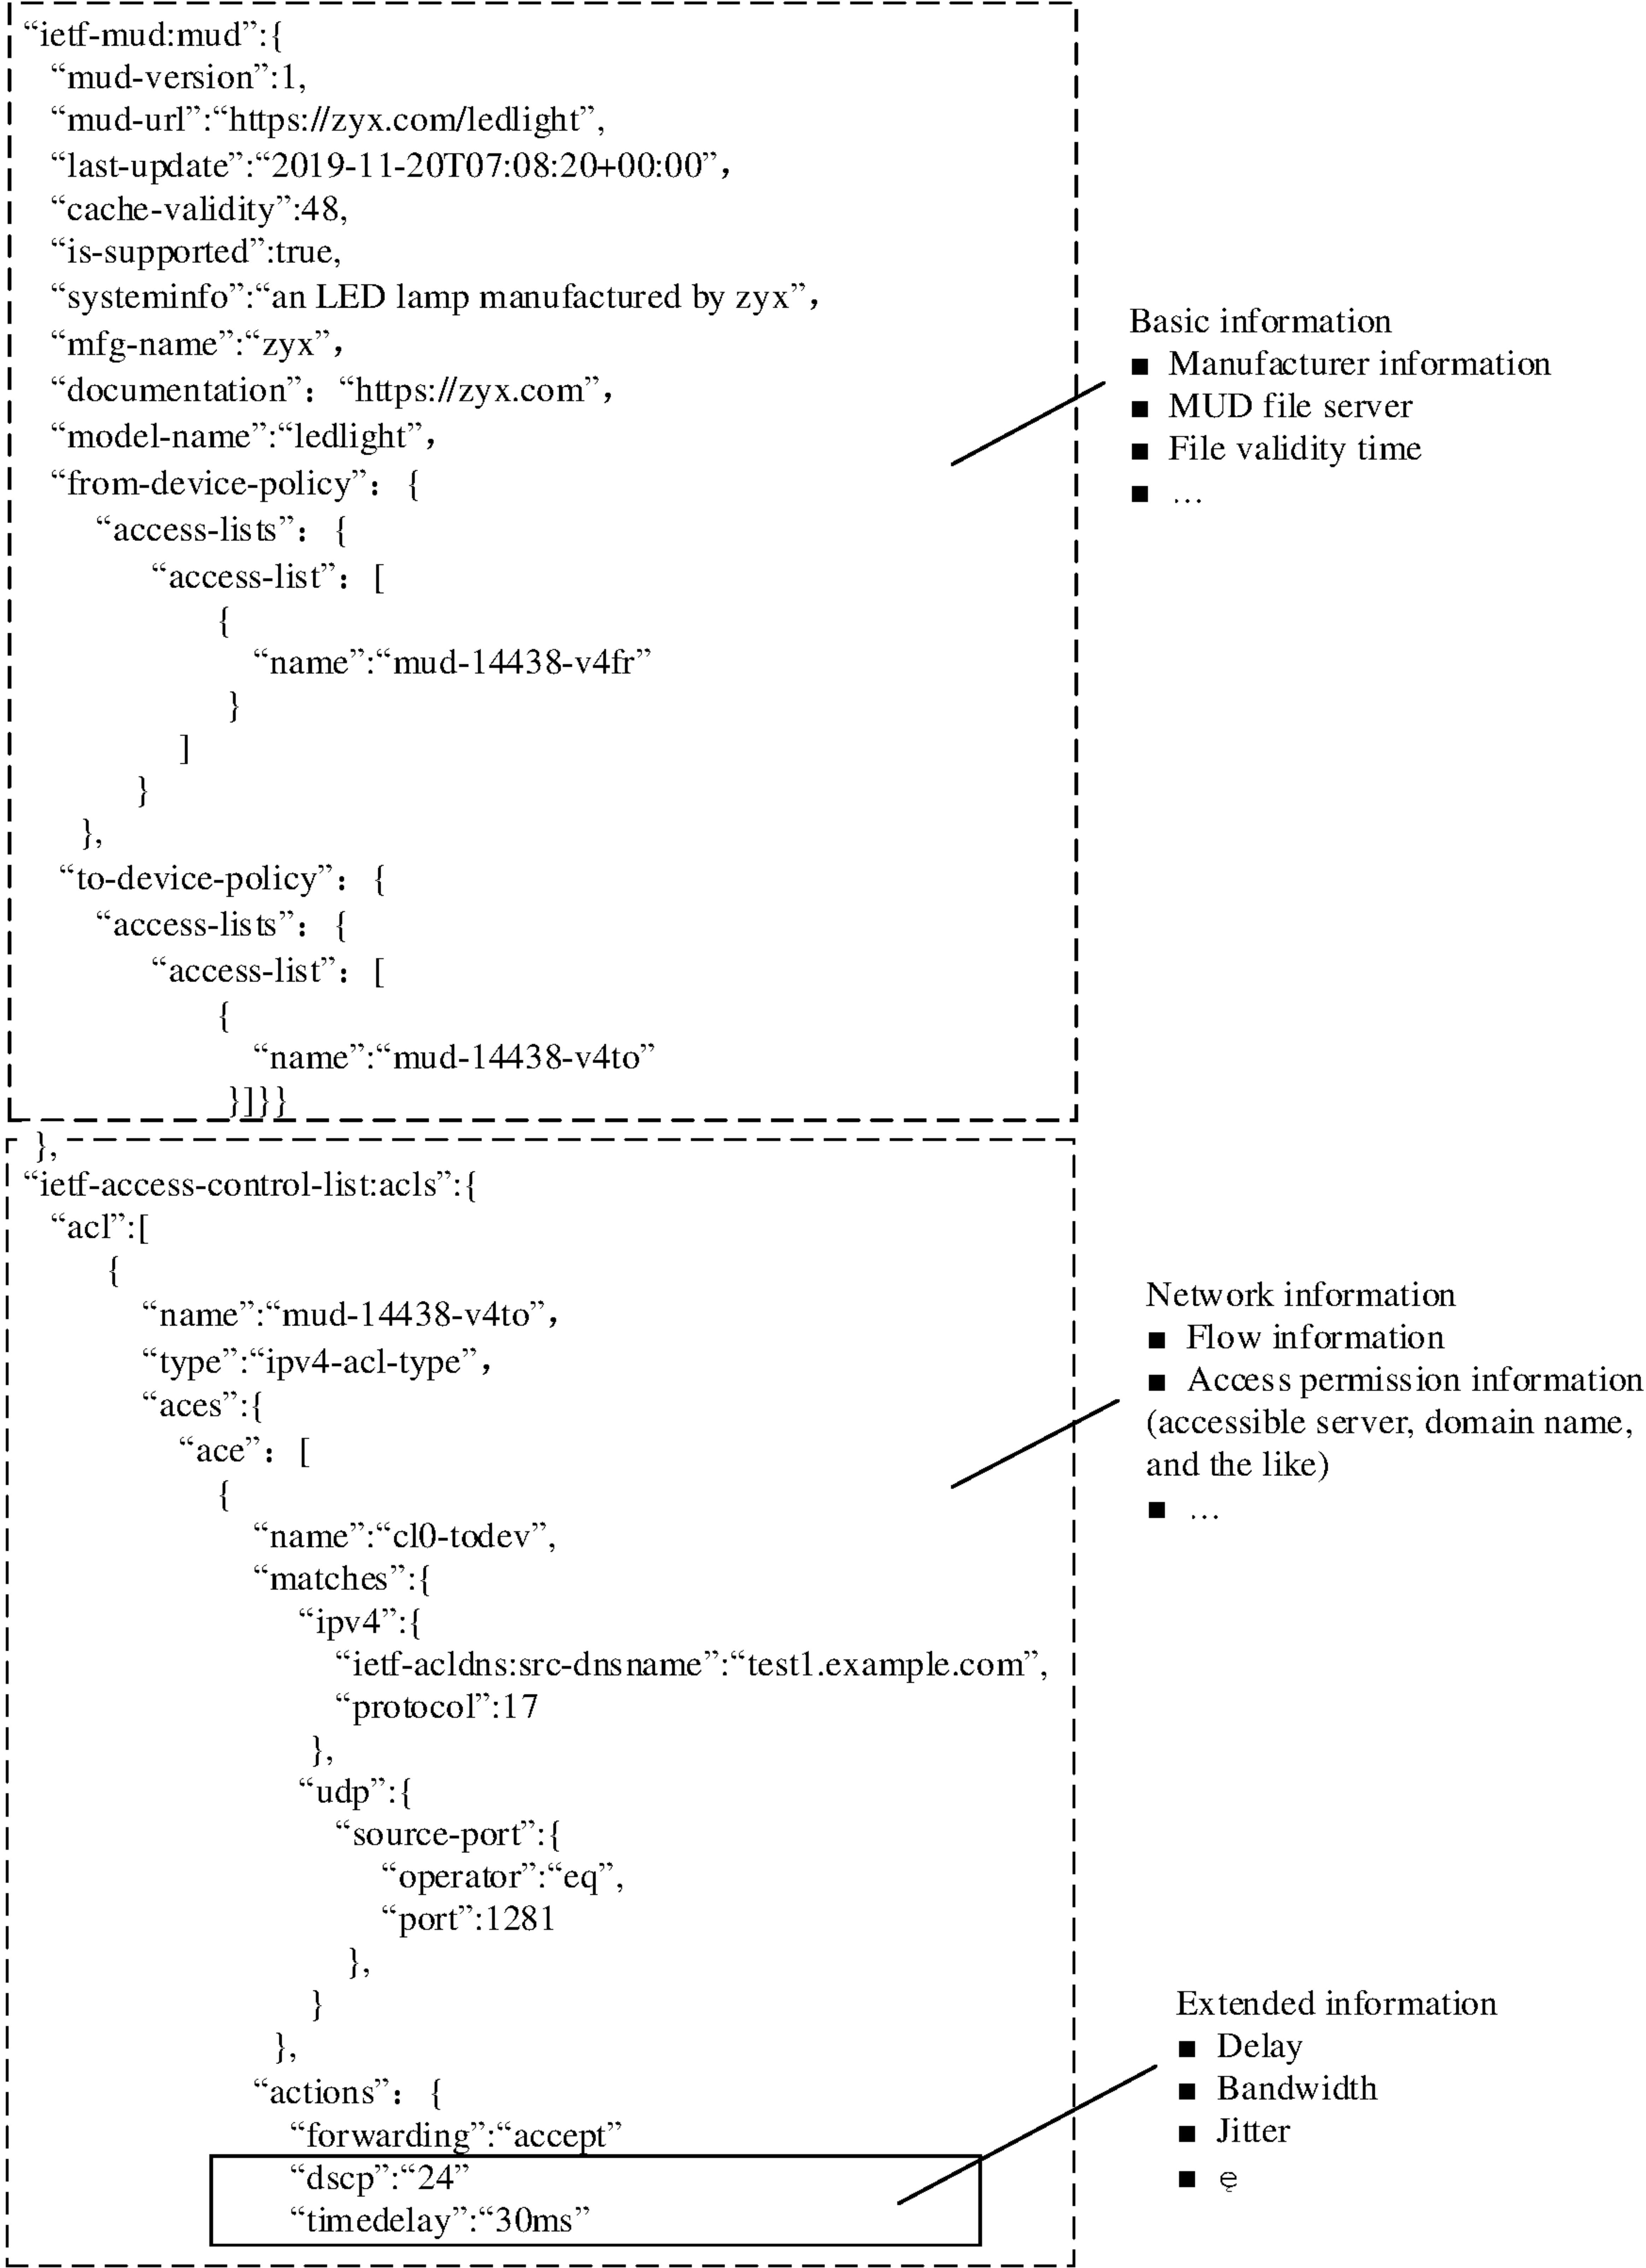 “ietf-mud:mud”:{
“mud-version”:1,
“mud-url”:“https://zyx.com/ledlight”,
“last-update”:“2019-11-20T07:08:20+00:00”,
“cache-validity”:48,
“is-supported”:true,
“systeminfo”:“an LED lamp manufactured by zyx”,
“mfg-name”:“zyx”,
“documentation”: “https://zyx.com”,
“model-name”:“ledlight”,
“from-device-policy”: {
“access-lists”: {
“access-list”: [
{
“name”:“mud-14438-v4fr”
}
]
}
},
“to-device-policy”: {
“access-lists”: {
“access-list”: [
{
“name”:“mud-14438-v4to”
}]}}
Basic information
■ Manufacturer information
■ MUD file server
■ File validity time
■ …
},
“ietf-access-control-list:acls”:{
“acl”:[
{
“name”:“mud-14438-v4to”,
“type”:“ipv4-acl-type”,
“aces”:{
“ace”: [
{
“name”:“cl0-todev”,
“matches”:{
“ipv4”:{
“ietf-acldns:src-dnsname”:“test1.example.com”,
“protocol”:17
},
“udp”:{
“source-port”:{
“operator”:“eq”,
“port”:1281
},
}
},
“actions”: {
“forwarding”:“accept”
“dscp”:“24”
“timedelay”:“30ms”
Network information
■ Flow information
■ Access permission information
(accessible server, domain name,
and the like)
■ …
Extended information
■ Delay
■ Bandwidth
■ Jitter
■ ę